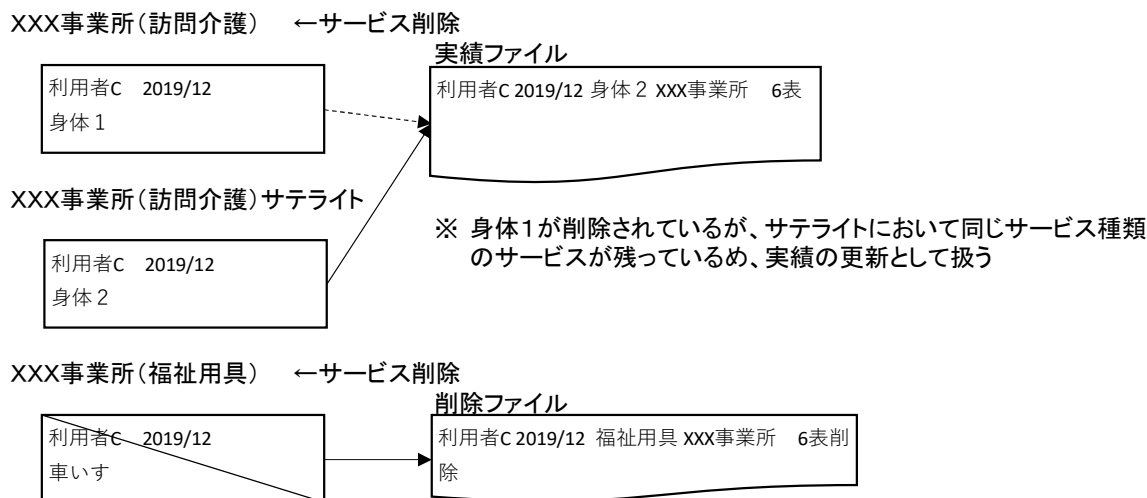 XXX事業所（訪問介護）　←サービス削除
実績ファイル
利用者C　2019/12
身体１
利用者C 2019/12 身体２ XXX事業所　6表
XXX事業所（訪問介護）サテライト
利用者C　2019/12
身体２
※ 身体１が削除されているが、サテライトにおいて同じサービス種類
のサービスが残っているめ、実績の更新として扱う
XXX事業所（福祉用具）　←サービス削除
削除ファイル
利用者C　2019/12
車いす
利用者C 2019/12 福祉用具 XXX事業所　6表削
除